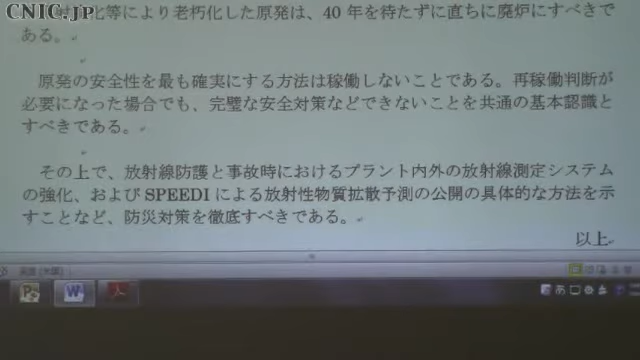 CNIC.JP
化等により老朽化した原発は、40 年を待たずに直ちに廃炉にすべきで
ある。
原発の安全性を最も確実にする方法は稼働しないことである。再稼働判断が
必要になった場合でも、完璧な安全対策などできないことを共通の基本認識と
すべきである。
その上で、放射線防護と事故時におけるプラント内外の放射線測定システム
の強化、および SPEEDI による放射性物質拡散予測の公開の具体的な方法を示
すことなど、防災対策を徹底すべきである。
以上